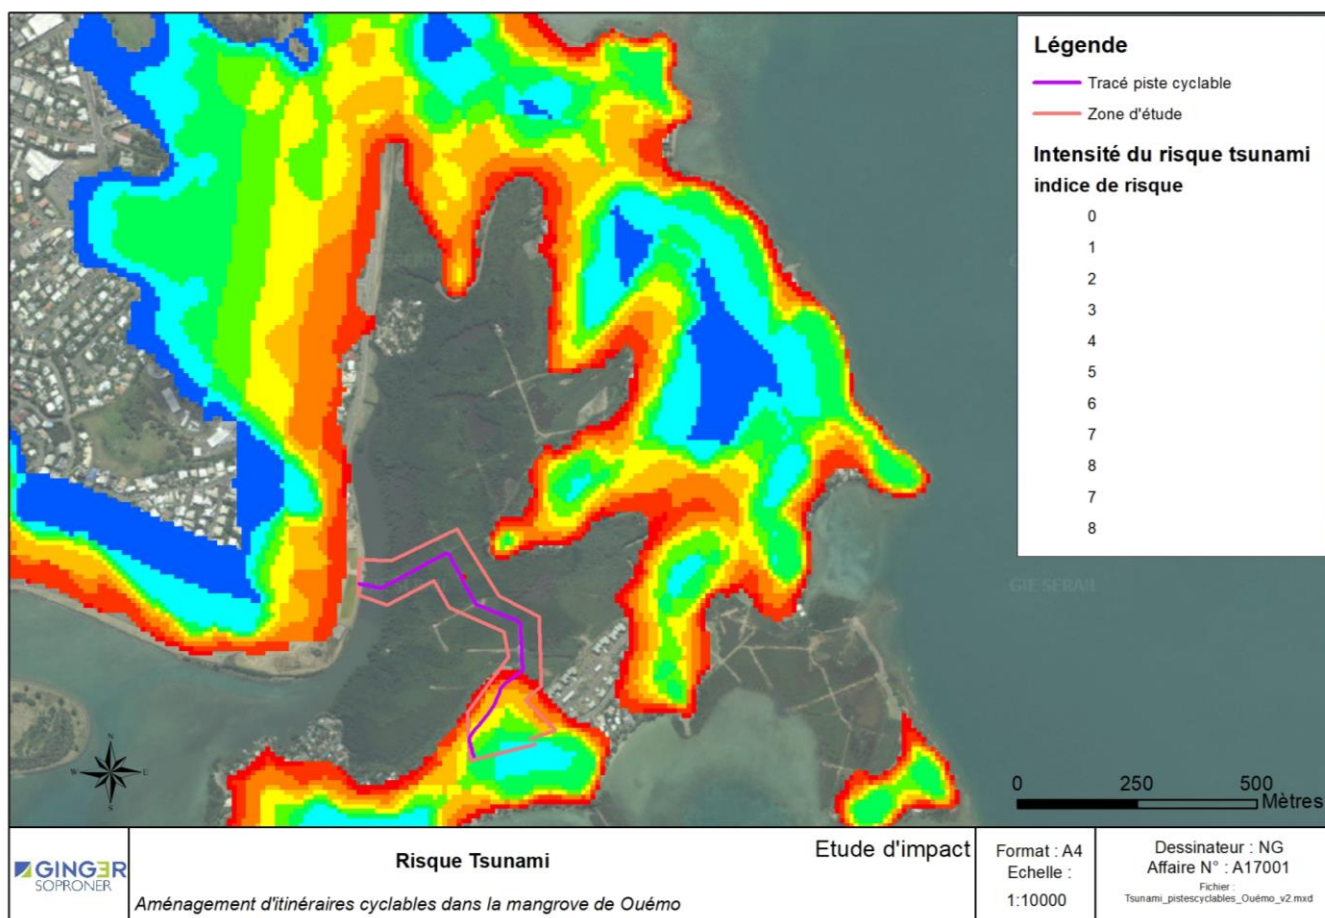 Légende
Tracé piste cyclable
Zone d'étude
Intensité du risque tsunami
indice de risque
0
1
2
3
4
5
6
7
8
7
8
GIE SERAIL
W
E
S
0 250 500
Mètres
GINGER
SOPRONER
Risque Tsunami
Etude d'impact
Aménagement d'itinéraires cyclables dans la mangrove de Ouémo
Format : A4
Echelle :
1:10000
Dessinateur : NG
Affaire N° : A17001
Fichier :
Tsunami_pistescyclables_Ouémo_v2.mxd